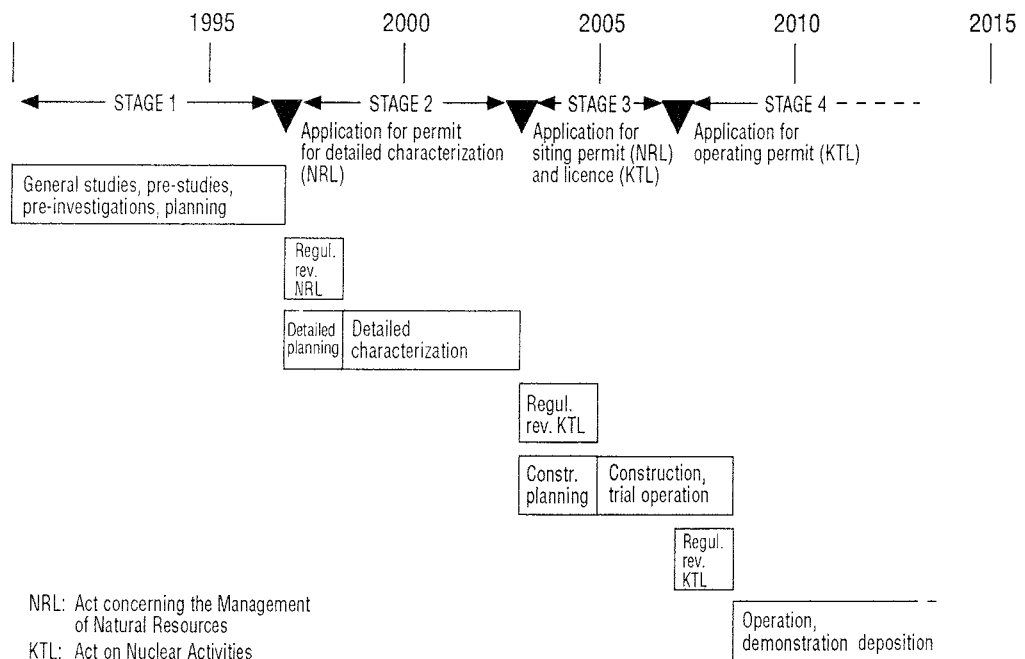 1995 2000 2005 2010 2015
STAGE 1 STAGE 2 STAGE 3 STAGE 4
Application for permit
for detailed characterization
(NRL)
Application for
siting permit (NRL)
and licence (KTL)
Application for
operating permit (KTL)
General studies, pre-studies,
pre-investigations, planning
Regul.
rev.
NRL
Detailed
planning
Detailed
characterization
Regul.
rev. KTL
Constr.
planning
Construction,
trial operation
Regul.
rev.
KTL
Operation,
demonstration deposition
NRL: Act concerning the Management
of Natural Resources
KTL: Act on Nuclear Activities